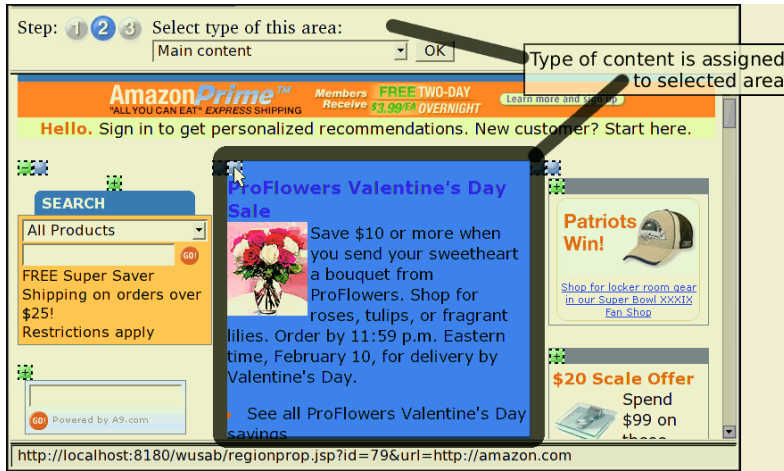 Step: 1 2 3 Select type of this area:
Main content OK
Type of content is assigned
to selected area
AmazonPrime™
"ALL YOU CAN EAT" EXPRESS SHIPPING
Members FREE TWO-DAY
Receive $3.99/EA OVERNIGHT
Learn more and sign up
Hello. Sign in to get personalized recommendations. New customer? Start here.
SEARCH
All Products
GO!
FREE Super Saver
Shipping on orders over
$25!
Restrictions apply
GO! Powered by A9.com
ProFlowers Valentine's Day
Sale
Save $10 or more when
you send your sweetheart
a bouquet from
ProFlowers. Shop for
roses, tulips, or fragrant
lilies. Order by 11:59 p.m. Eastern
time, February 10, for delivery by
Valentine's Day.
See all ProFlowers Valentine's Day
savings
Patriots
Win!
Shop for locker room gear
in our Super Bowl XXXIX
Fan Shop
$20 Scale Offer
Spend
$99 on
these
http://localhost:8180/wusab/regionprop.jsp?id=79&url=http://amazon.com